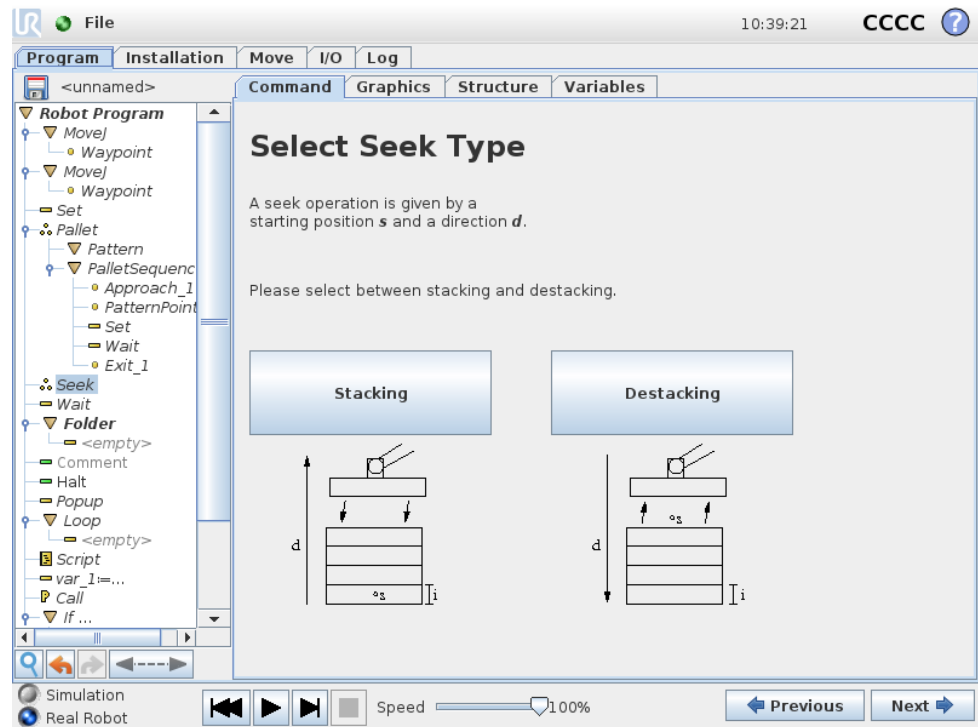 UR File 10:39:21 CCCC ?
Program Installation Move I/O Log
<unnamed> Command Graphics Structure Variables
Robot Program
MoveJ
Waypoint
MoveJ
Waypoint
Set
Pallet
Pattern
PalletSequenc
Approach_1
PatternPoint
Set
Wait
Exit_1
Seek
Wait
Folder
<empty>
Comment
Halt
Popup
Loop
<empty>
Script
var_1:=...
P Call
If ...
Select Seek Type
A seek operation is given by a
starting position s and a direction d.
Please select between stacking and destacking.
Stacking Destacking
d s i
d s i
Simulation
Real Robot
Speed 100%
Previous Next